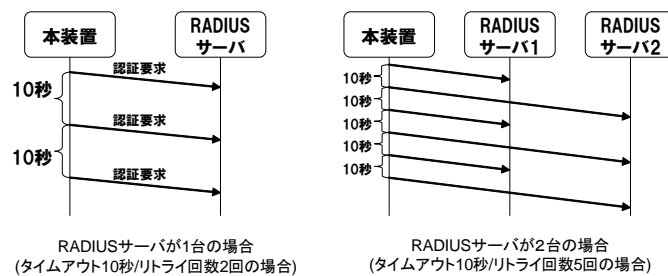 本装置
RADIUS
サーバ
認証要求
10秒
認証要求
10秒
認証要求
RADIUSサーバが1台の場合
(タイムアウト10秒/リトライ回数2回の場合)
本装置
RADIUS
サーバ1
RADIUS
サーバ2
10秒
10秒
10秒
10秒
10秒
RADIUSサーバが2台の場合
(タイムアウト10秒/リトライ回数5回の場合)